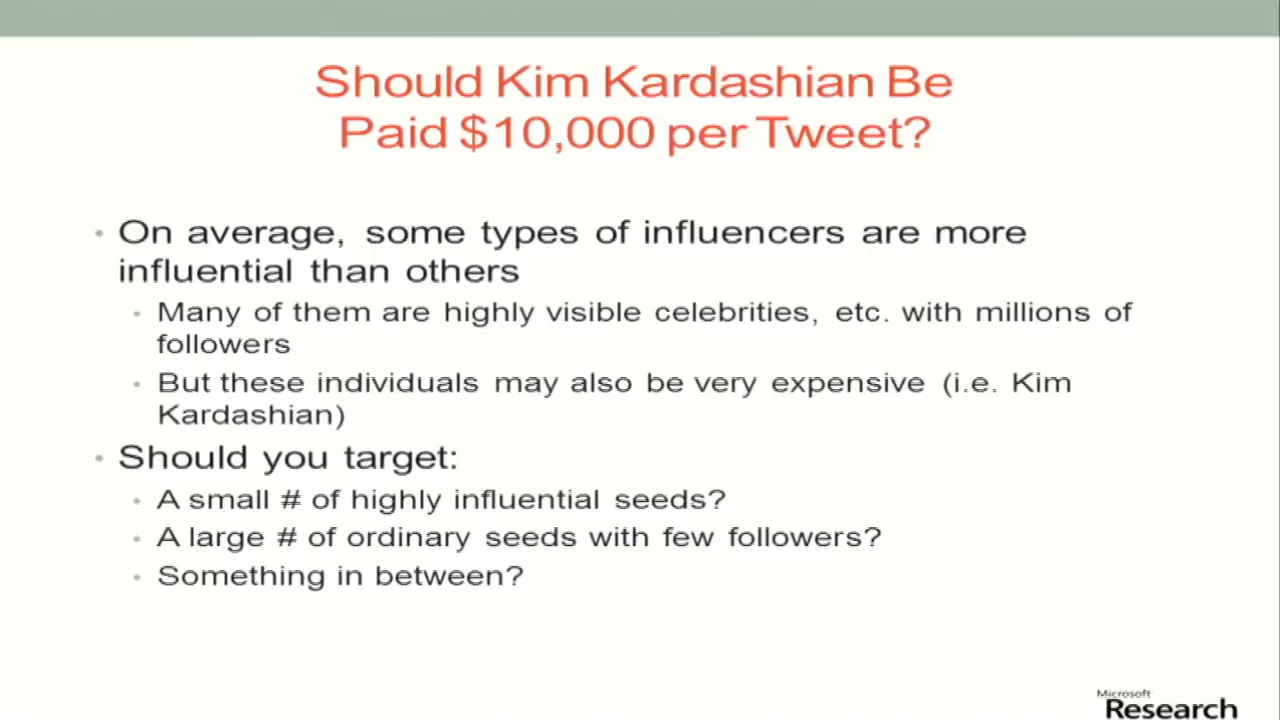 Should Kim Kardashian Be
Paid $10,000 per Tweet?
• On average, some types of influencers are more
influential than others
• Many of them are highly visible celebrities, etc. with millions of
followers
• But these individuals may also be very expensive (i.e. Kim
Kardashian)
• Should you target:
• A small # of highly influential seeds?
• A large # of ordinary seeds with few followers?
• Something in between?
Microsoft
Research